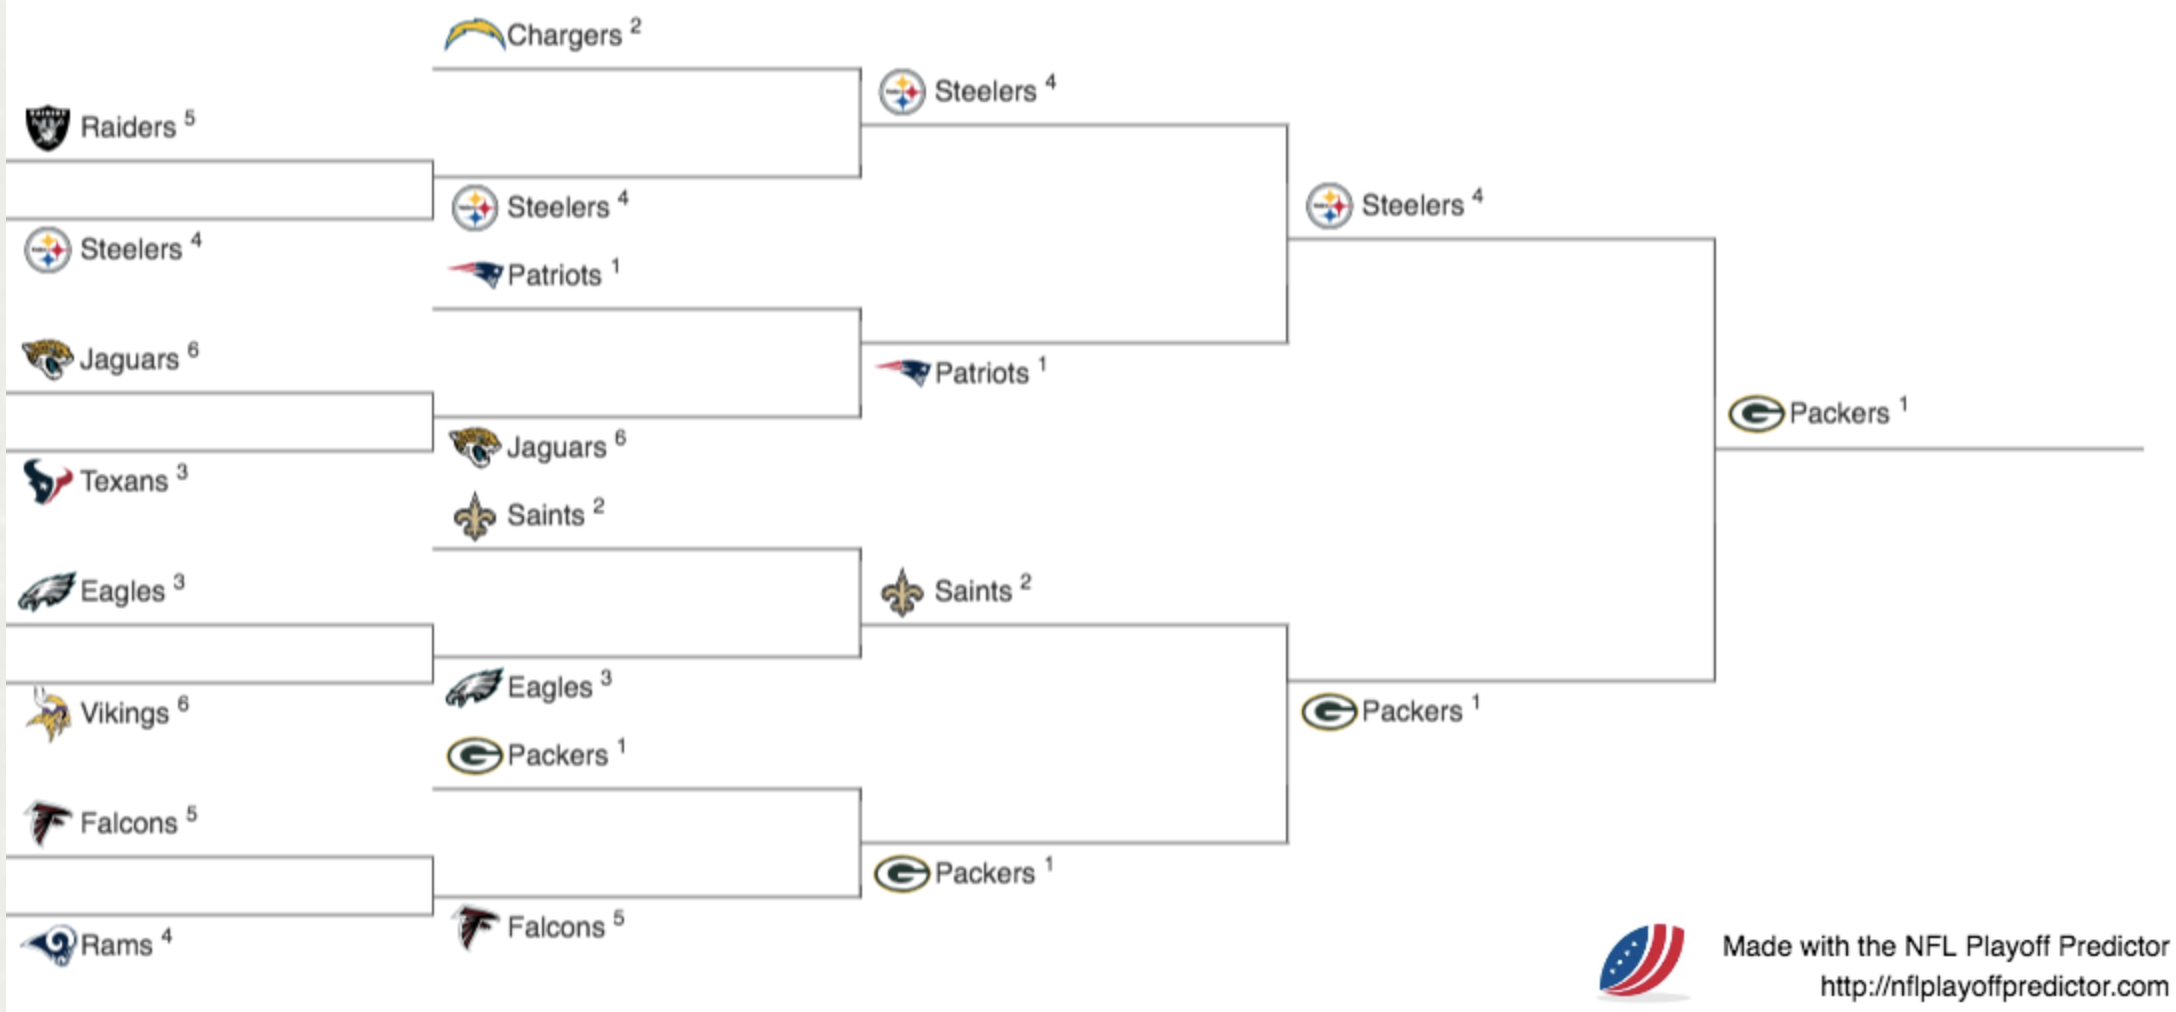 Chargers 2
Steelers 4
Raiders 5
Steelers 4
Steelers 4
Steelers 4
Patriots 1
Jaguars 6
Patriots 1
Packers 1
Jaguars 6
Texans 3
Saints 2
Eagles 3
Saints 2
Eagles 3
Vikings 6
Packers 1
Packers 1
Falcons 5
Packers 1
Falcons 5
Rams 4
Made with the NFL Playoff Predictor
http://nflplayoffpredictor.com